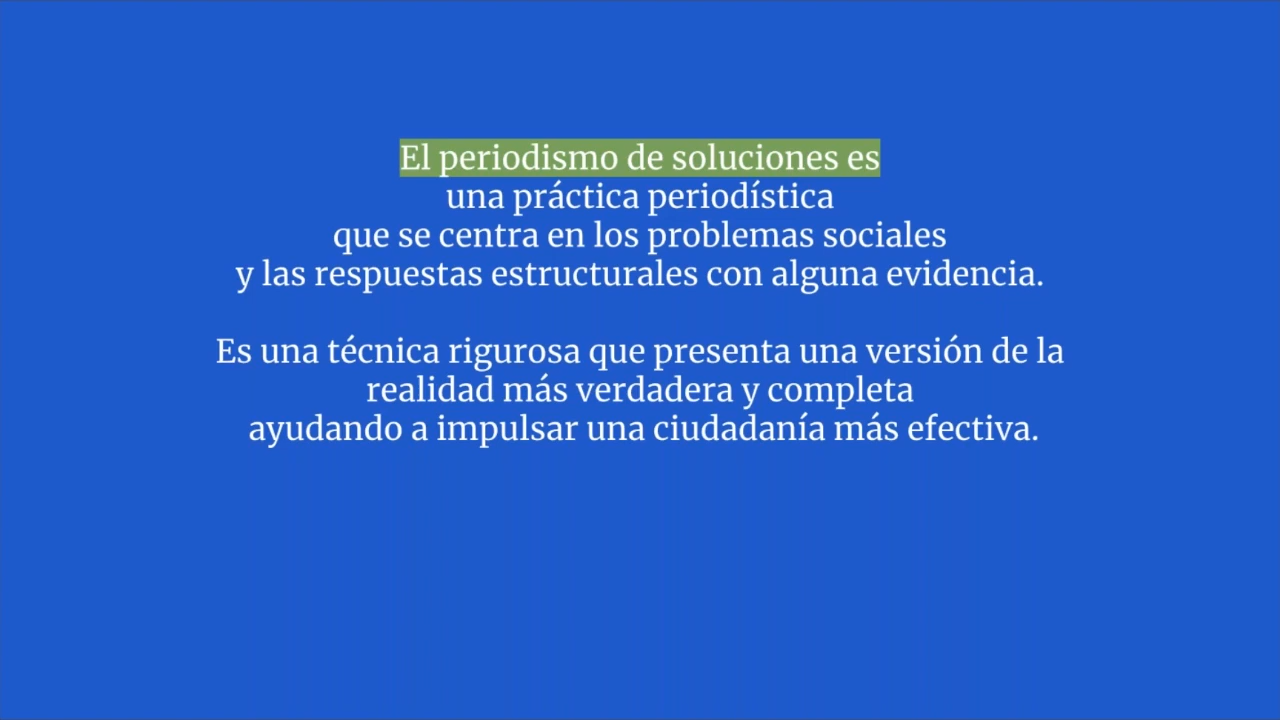 El periodismo de soluciones es
una práctica periodística
que se centra en los problemas sociales
y las respuestas estructurales con alguna evidencia.
Es una técnica rigurosa que presenta una versión de la
realidad más verdadera y completa
ayudando a impulsar una ciudadanía más efectiva.